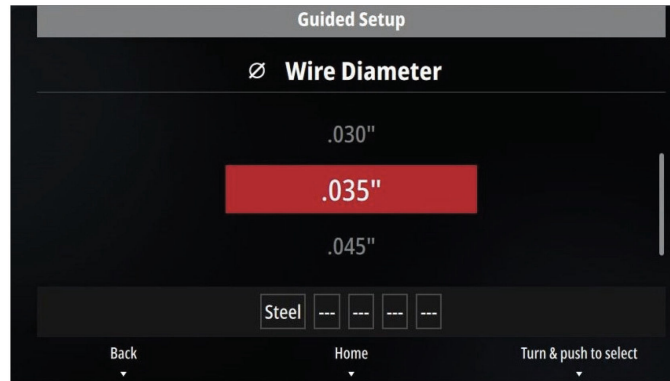 Guided Setup
Ø Wire Diameter
.030"
.035"
.045"
Steel --- --- --- ---
Back Home Turn & push to select